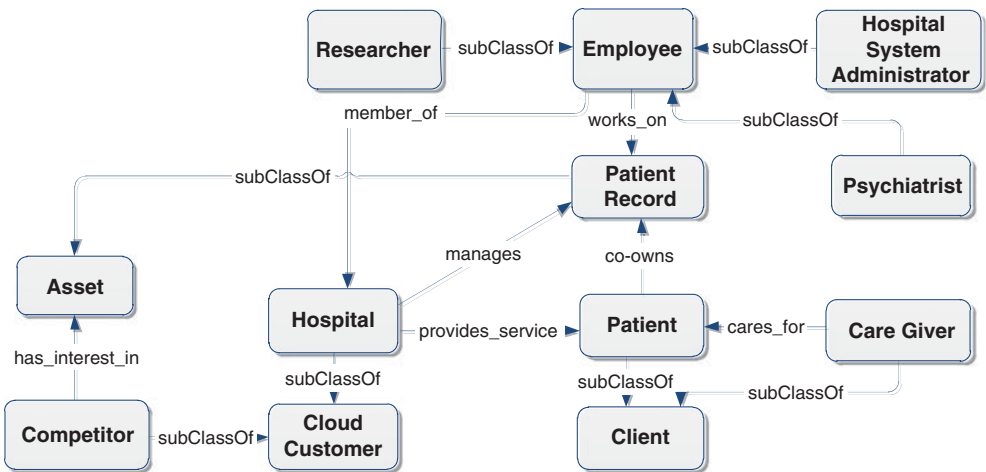 Researcher
subClassOf
Employee
subClassOf
Hospital
System
Administrator
member_of
works_on
subClassOf
subClassOf
Patient
Record
Psychiatrist
manages
co-owns
Asset
Hospital
provides_service
Patient
cares_for
Care Giver
has_interest_in
subClassOf
subClassOf
subClassOf
Competitor
subClassOf
Cloud
Customer
Client